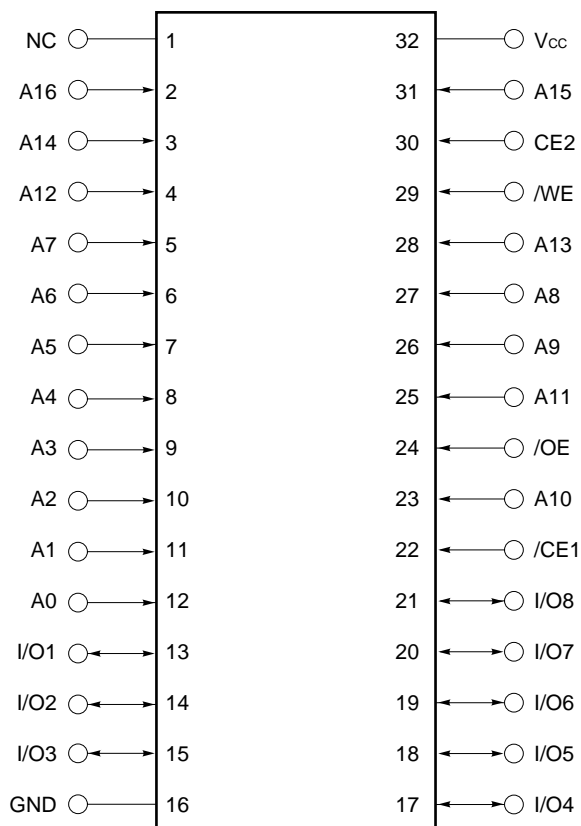 NC 1 32 Vcc
A16 2 31 A15
A14 3 30 CE2
A12 4 29 /WE
A7 5 28 A13
A6 6 27 A8
A5 7 26 A9
A4 8 25 A11
A3 9 24 /OE
A2 10 23 A10
A1 11 22 /CE1
A0 12 21 I/O8
I/O1 13 20 I/O7
I/O2 14 19 I/O6
I/O3 15 18 I/O5
GND 16 17 I/O4